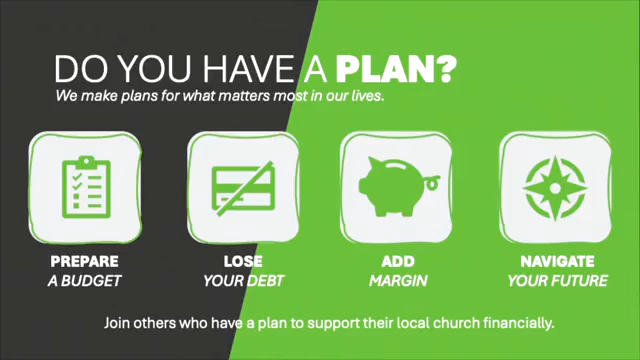 DO YOU HAVE A PLAN?
We make plans for what matters most in our lives.
PREPARE
A BUDGET
LOSE
YOUR DEBT
ADD
MARGIN
NAVIGATE
YOUR FUTURE
Join others who have a plan to support their local church financially.